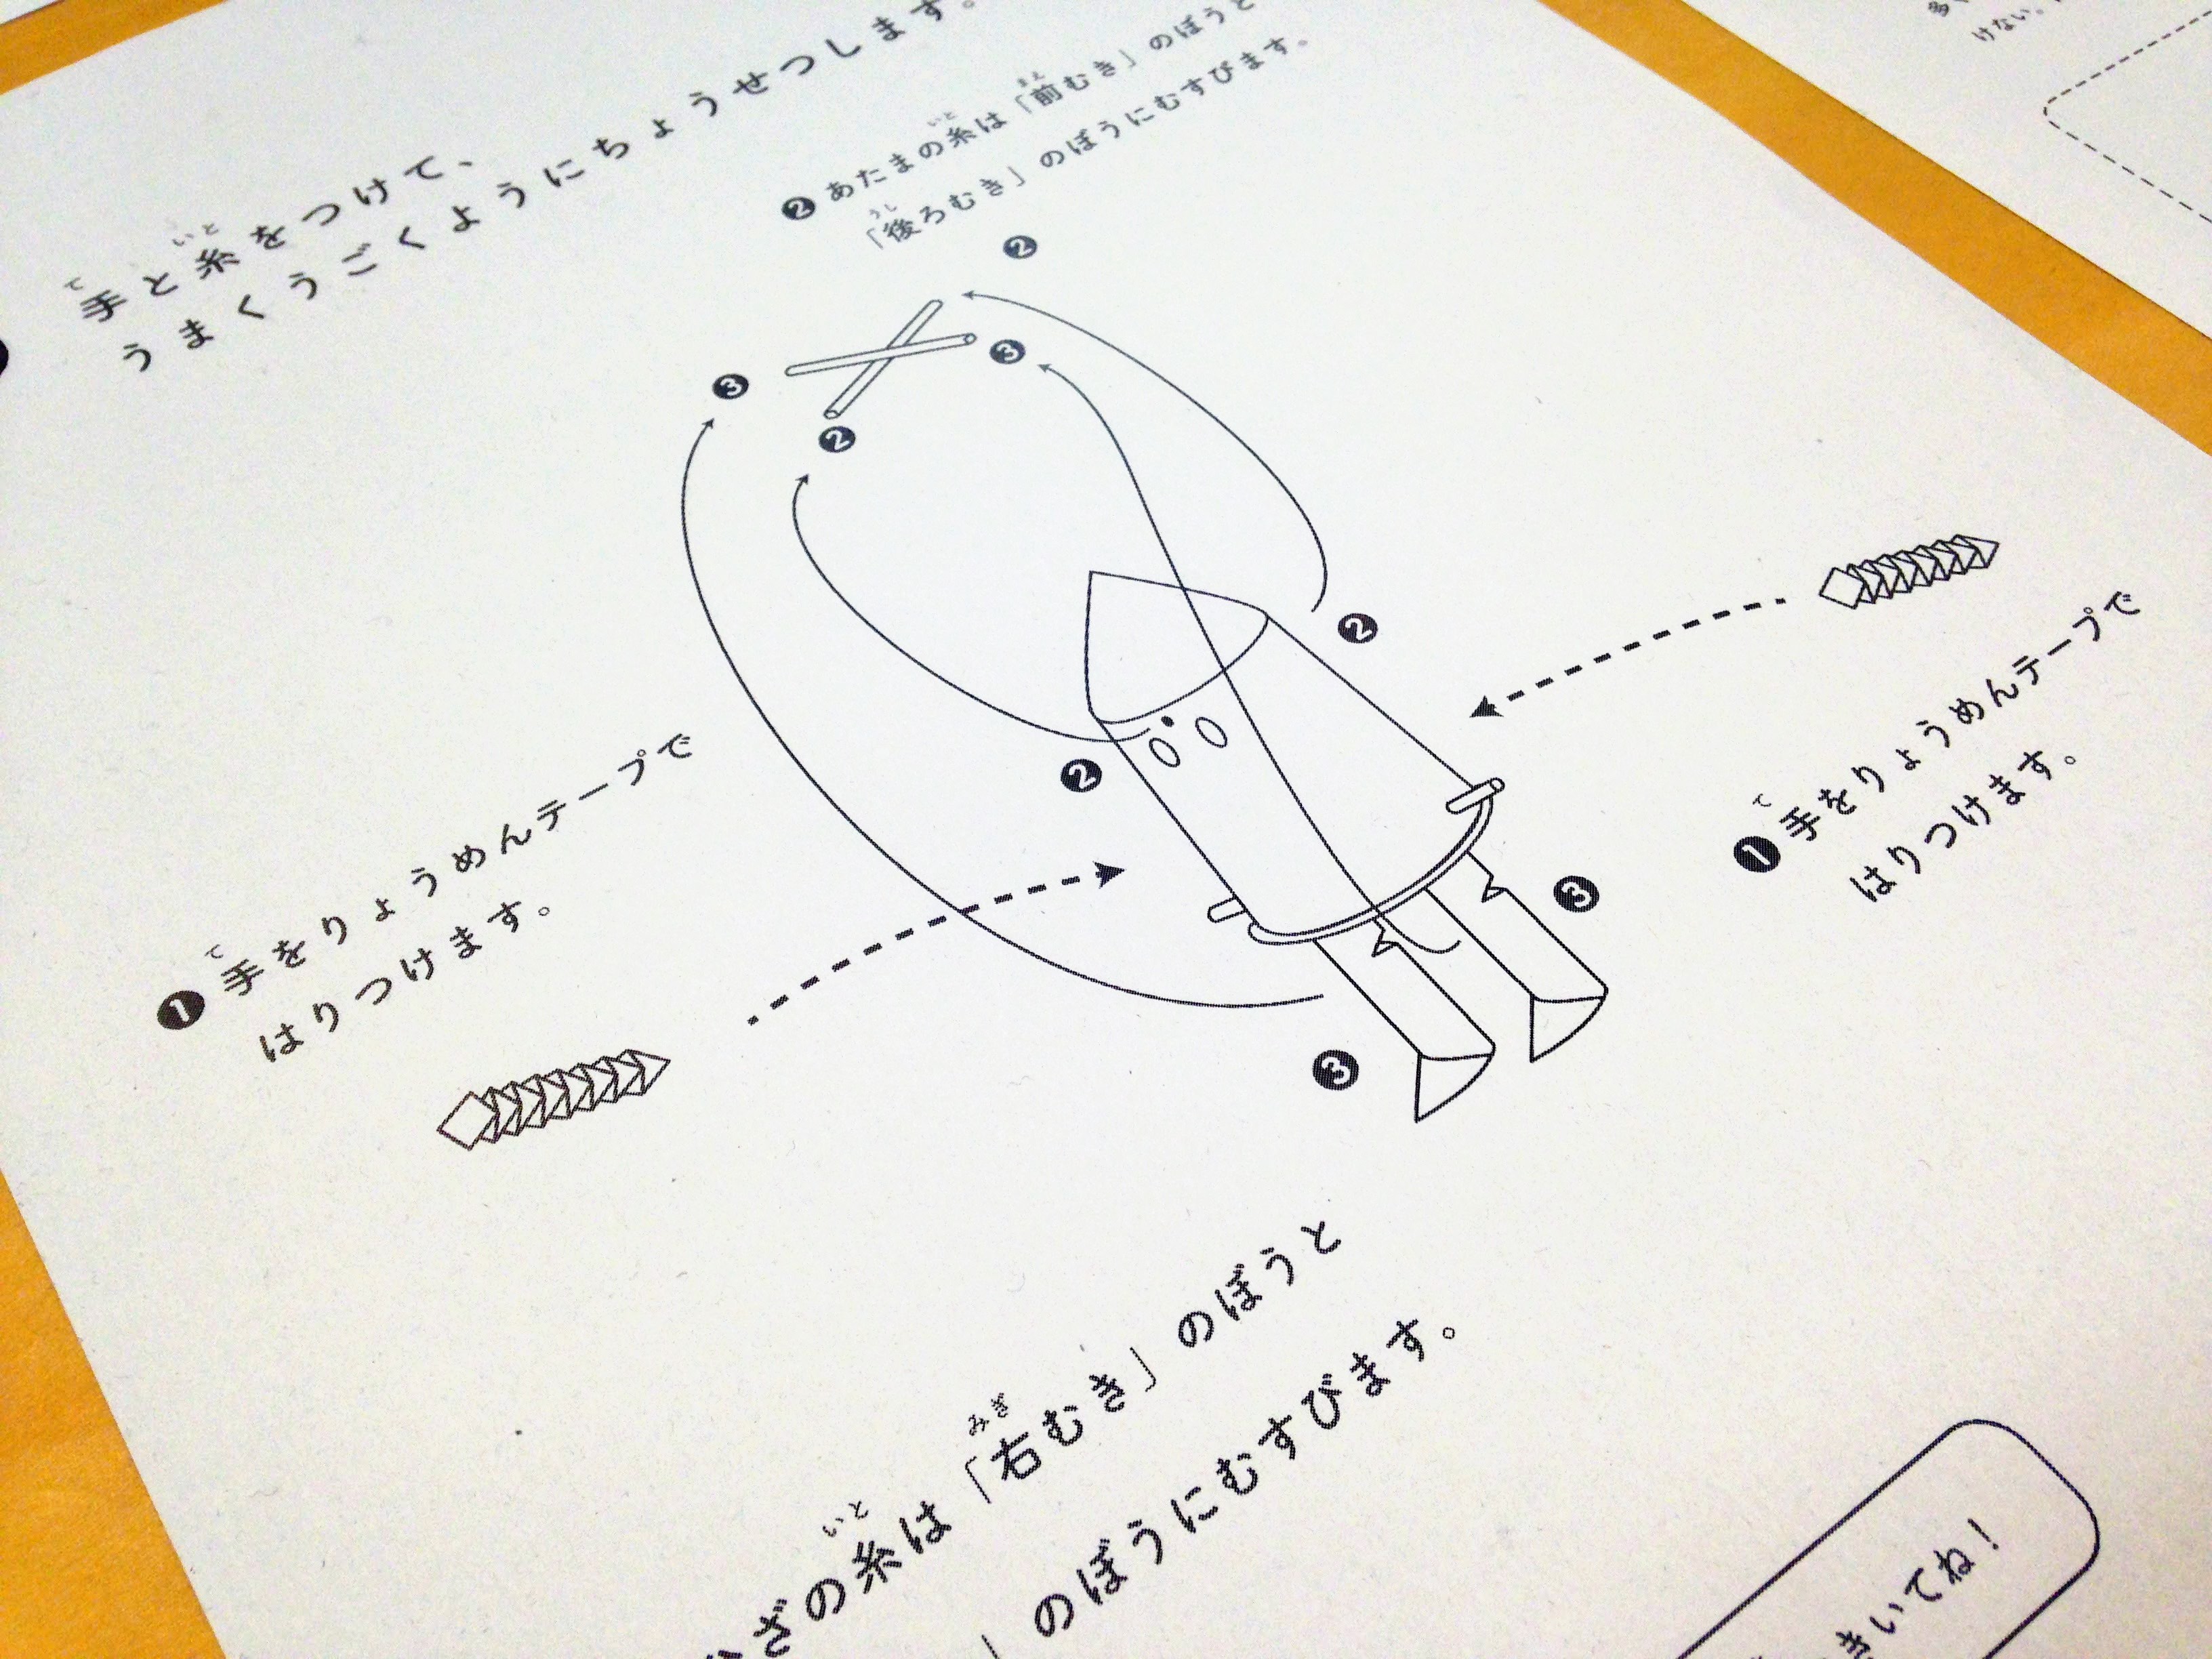 手と糸をつけて、
うまくうごくようにちょうせつします。
❷あたまの糸は「前むき」のぼうと
「後ろむき」のぼうにむすびます。
❷
❸
❸
❷
❷
❷
❶手をりょうめんテープで
はりつけます。
❶手をりょうめんテープで
はりつけます。
❸
❸
ざの糸は「右むき」のぼうと
」のぼうにむすびます。
きいてね！
けない。